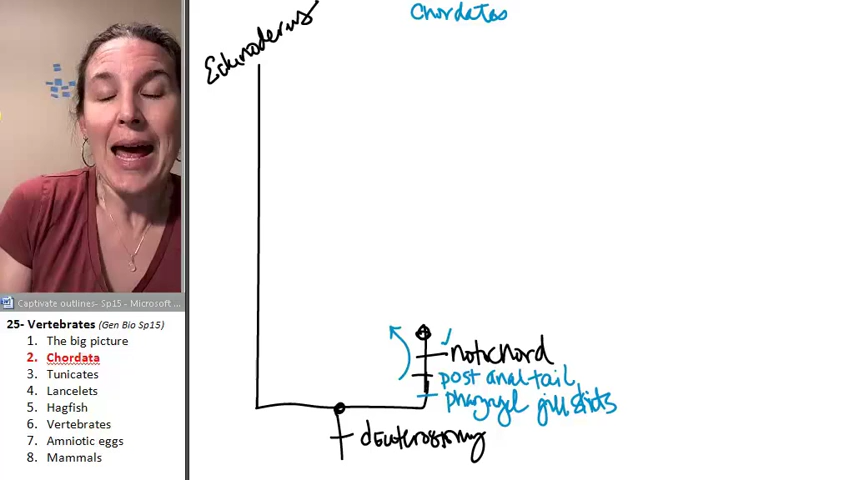 Chordates
Echinoderms
notochord
post anal tail
pharyngeal gill slits
deuterostomy
Captivate outlines- Sp15 - Microsoft ...
25- Vertebrates (Gen Bio Sp15)
1. The big picture
2. Chordata
3. Tunicates
4. Lancelets
5. Hagfish
6. Vertebrates
7. Amniotic eggs
8. Mammals